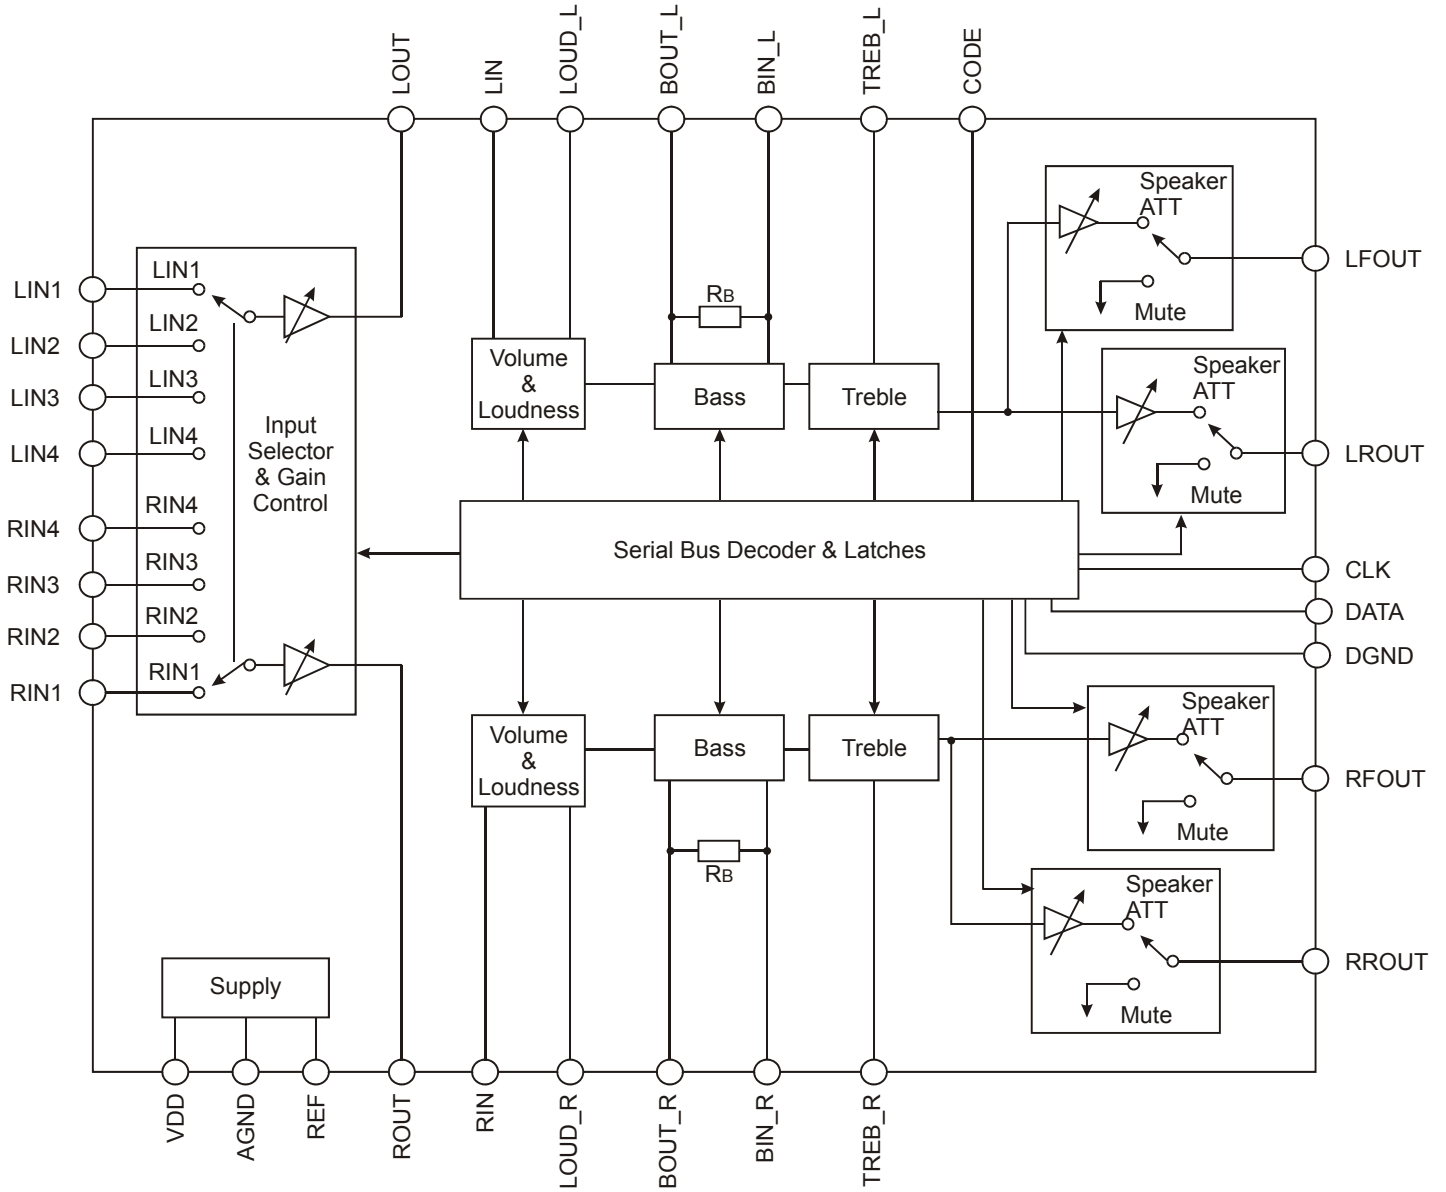 LOUT
LIN
LOUD_L
BOUT_L
BIN_L
TREB_L
CODE
LIN1
LIN2
LIN3
LIN4
RIN4
RIN3
RIN2
RIN1
LIN1
LIN2
LIN3
LIN4
RIN4
RIN3
RIN2
RIN1
Input
Selector
& Gain
Control
Volume
&
Loudness
RB
Bass
Treble
Speaker
ATT
Mute
LFOUT
Speaker
ATT
Mute
LROUT
Serial Bus Decoder & Latches
CLK
DATA
DGND
Volume
&
Loudness
Bass
RB
Treble
Speaker
ATT
Mute
RFOUT
Speaker
ATT
Mute
RROUT
Supply
VDD
AGND
REF
ROUT
RIN
LOUD_R
BOUT_R
BIN_R
TREB_R